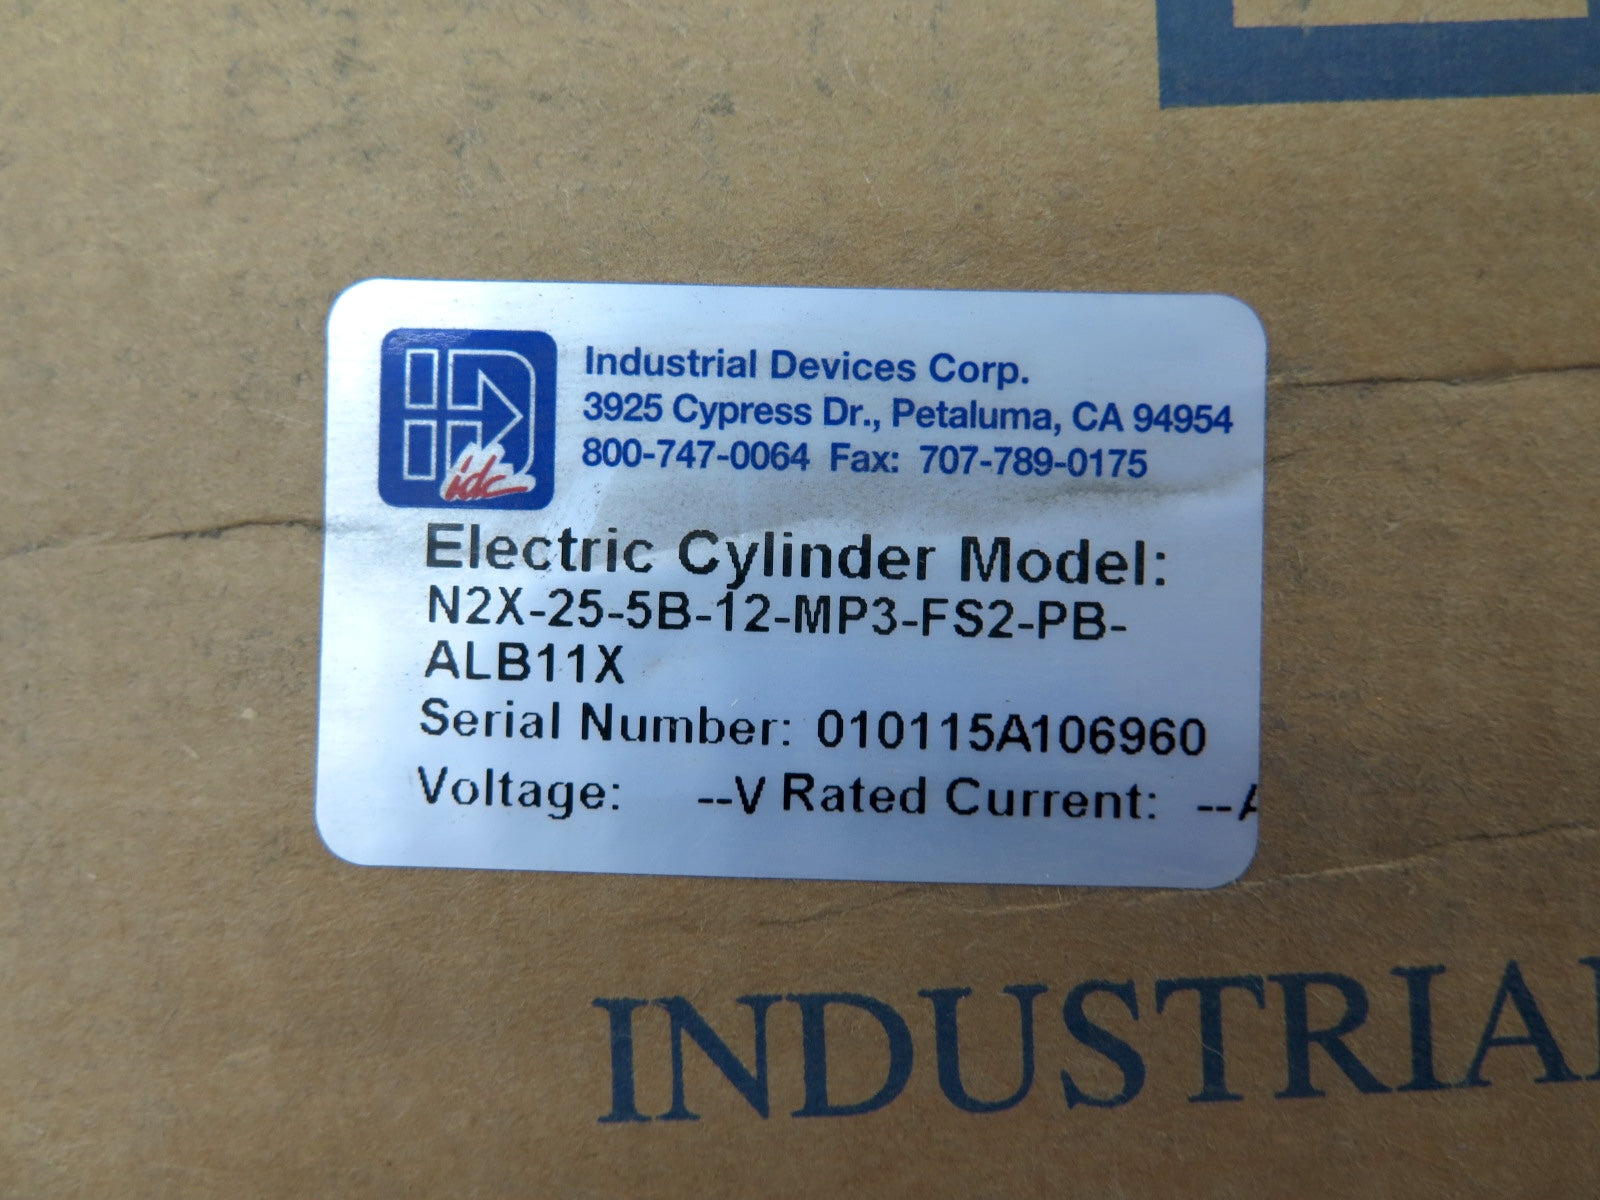 Industrial Devices Corp.
3925 Cypress Dr., Petaluma, CA 94954
800-747-0064 Fax: 707-789-0175
idc
Electric Cylinder Model:
N2X-25-5B-12-MP3-FS2-PB-
ALB11X
Serial Number: 010115A106960
Voltage: --V Rated Current: --A
INDUSTRIAL